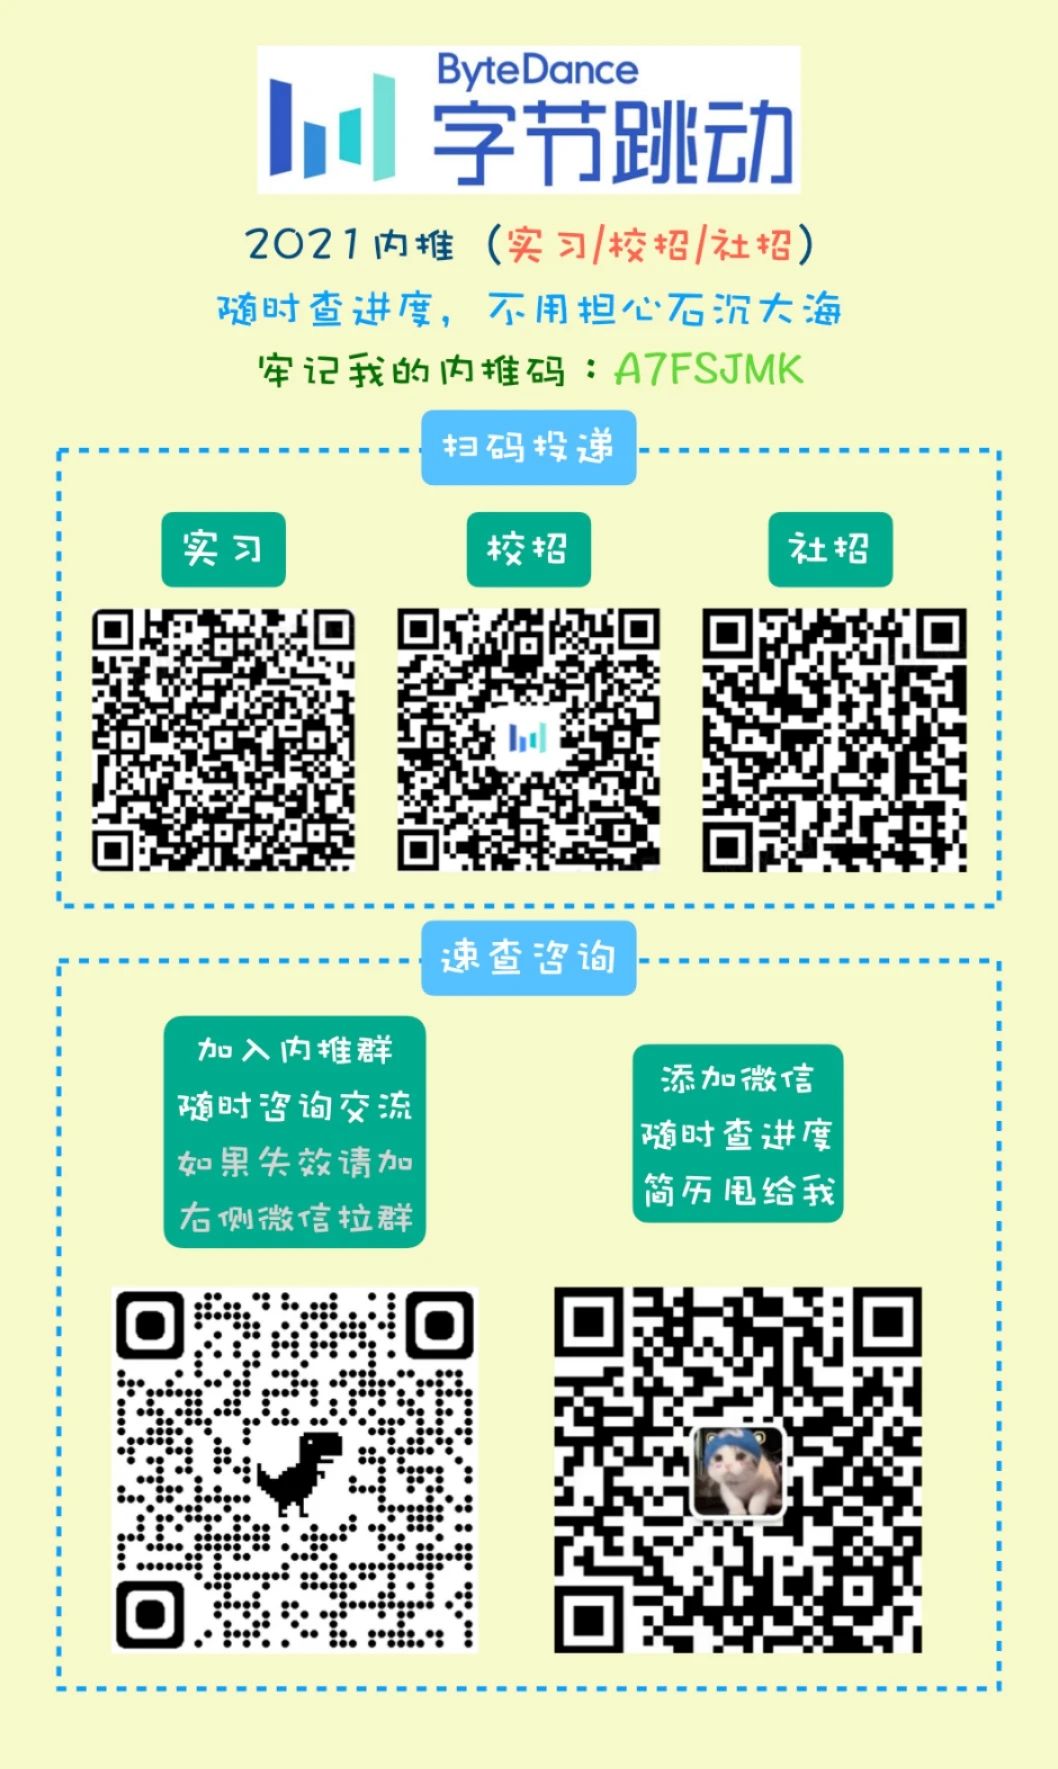 ByteDance
字节跳动
2021内推（实习/校招/社招）
随时查进度，不用担心石沉大海
牢记我的内推码：A7FSJMK
扫码投递
实习
校招
社招
速查咨询
加入内推群
随时咨询交流
如果失效请加
右侧微信拉群
添加微信
随时查进度
简历甩给我